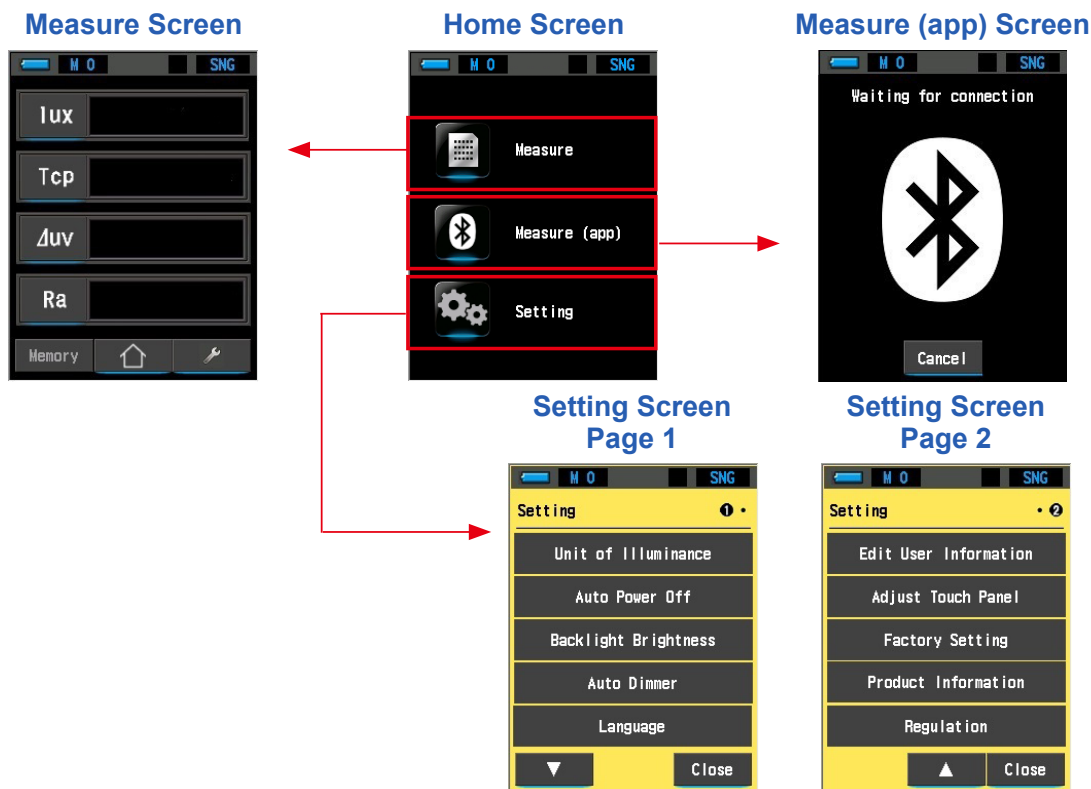 Measure Screen
M 0
SNG
lux
Tcp
Δuv
Ra
Memory
Home Screen
M 0
SNG
Measure
Measure (app)
Setting
Measure (app) Screen
M 0
SNG
Waiting for connection
Cancel
Setting Screen
Page 1
M 0
SNG
Setting
❶ •
Unit of Illuminance
Auto Power Off
Backlight Brightness
Auto Dimmer
Language
▼
Close
Setting Screen
Page 2
M 0
SNG
Setting
• ❷
Edit User Information
Adjust Touch Panel
Factory Setting
Product Information
Regulation
▲
Close